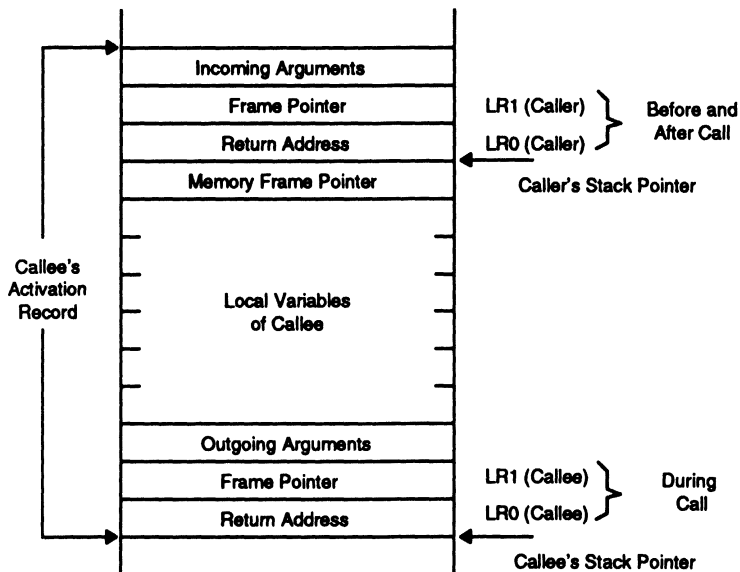 Incoming Arguments
Frame Pointer
LR1 (Caller)
Before and
After Call
Return Address
LR0 (Caller)
Memory Frame Pointer
Caller's Stack Pointer
Callee's
Activation
Record
Local Variables
of Callee
Outgoing Arguments
Frame Pointer
LR1 (Callee)
During
Call
Return Address
LR0 (Callee)
Callee's Stack Pointer